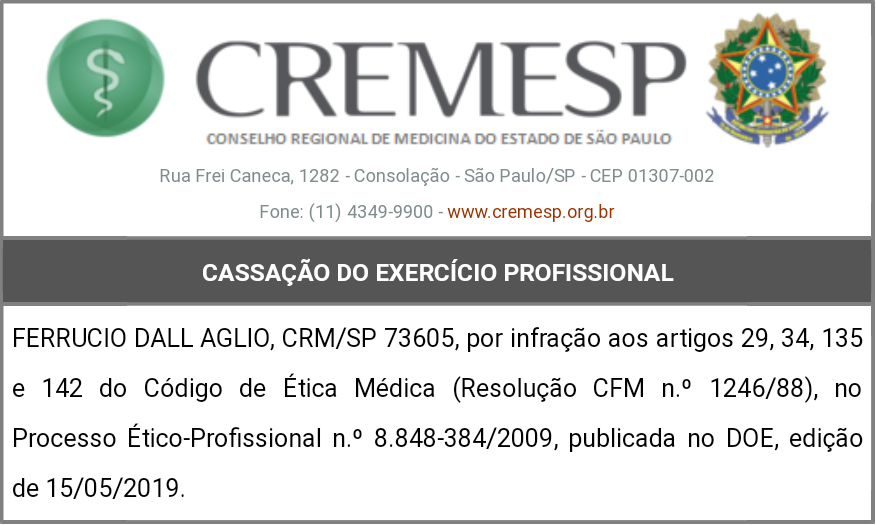 CREMESP
CONSELHO REGIONAL DE MEDICINA DO ESTADO DE SÃO PAULO
Rua Frei Caneca, 1282 - Consolação - São Paulo/SP - CEP 01307-002
Fone: (11) 4349-9900 - www.cremesp.org.br
CASSAÇÃO DO EXERCÍCIO PROFISSIONAL
FERRUCIO DALL AGLIO, CRM/SP 73605, por infração aos artigos 29, 34, 135
e 142 do Código de Ética Médica (Resolução CFM n.º 1246/88), no
Processo Ético-Profissional n.º 8.848-384/2009, publicada no DOE, edição
de 15/05/2019.